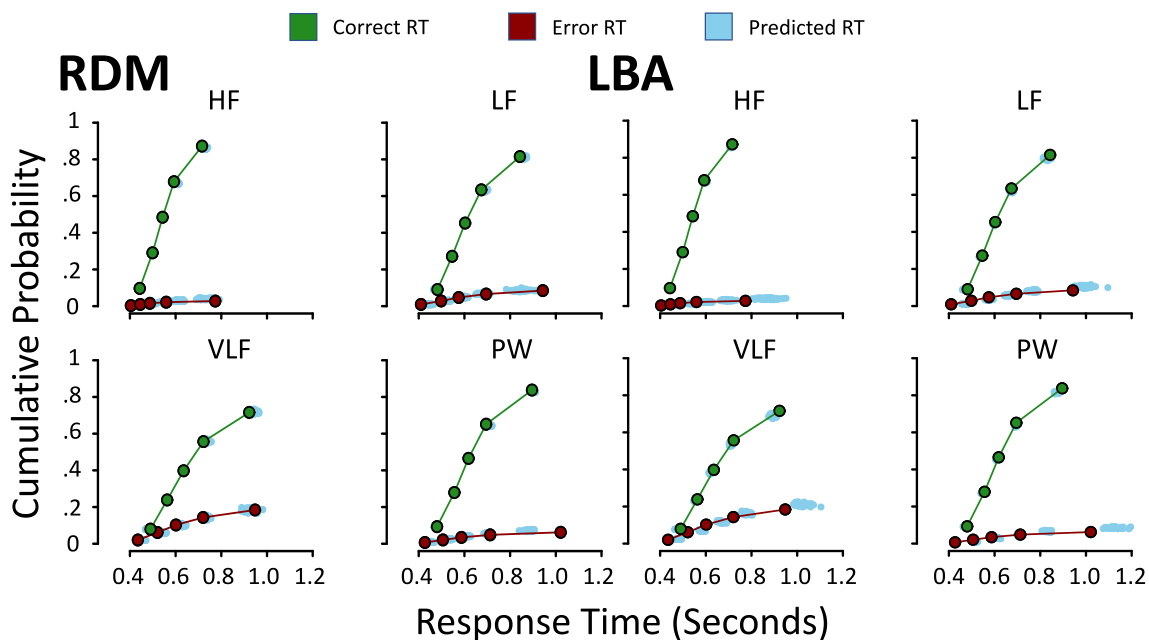 Correct RT Error RT Predicted RT
RDM LBA
HF LF HF LF
1
.8
.6
.4
.2
0
VLF PW VLF PW
1
.8
.6
.4
.2
0
0.4 0.6 0.8 1.0 1.2 0.4 0.6 0.8 1.0 1.2 0.4 0.6 0.8 1.0 1.2 0.4 0.6 0.8 1.0 1.2
Cumulative Probability
Response Time (Seconds)